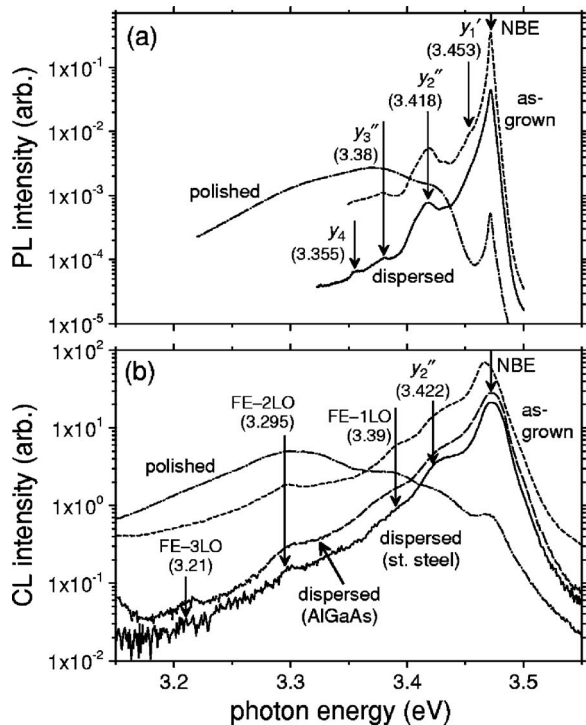 (a)
NBE
y₁′
(3.453)
1x10⁻¹
as-
grown
y₂″
(3.418)
1x10⁻²
y₃″
(3.38)
polished
1x10⁻³
y₄
(3.355)
1x10⁻⁴
dispersed
1x10⁻⁵
PL intensity (arb.)
1x10²
(b)
y₂″
(3.422)
NBE
FE–2LO
(3.295)
FE–1LO
(3.39)
as-
grown
1x10¹
polished
1x10⁰
FE–3LO
(3.21)
dispersed
(st. steel)
1x10⁻¹
dispersed
(AlGaAs)
1x10⁻²
CL intensity (arb.)
3.2 3.3 3.4 3.5
photon energy (eV)